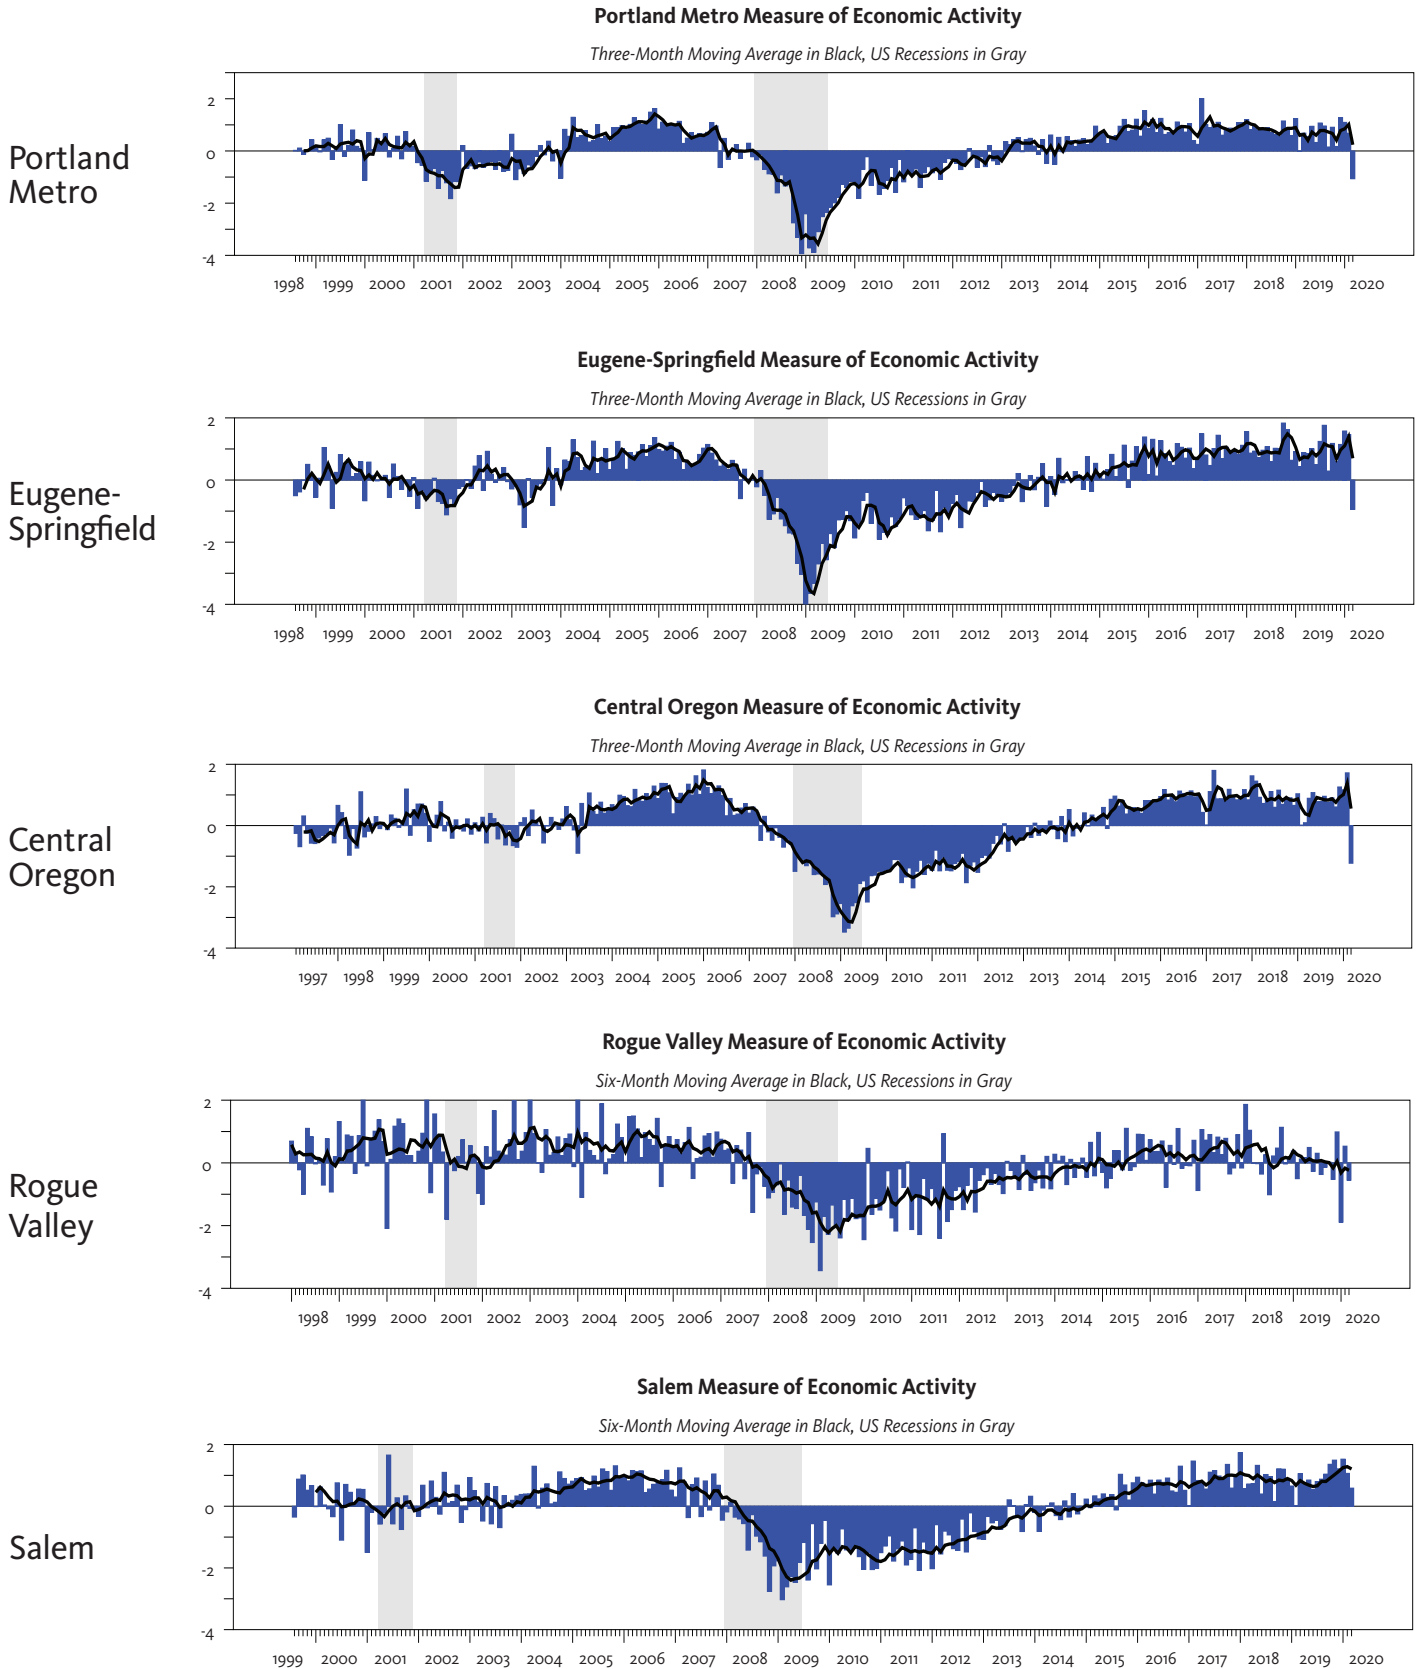 Portland Metro Measure of Economic Activity
Three-Month Moving Average in Black, US Recessions in Gray
Portland
Metro
2
0
-2
-4
1998 1999 2000 2001 2002 2003 2004 2005 2006 2007 2008 2009 2010 2011 2012 2013 2014 2015 2016 2017 2018 2019 2020
Eugene-Springfield Measure of Economic Activity
Three-Month Moving Average in Black, US Recessions in Gray
Eugene-
Springfield
2
0
-2
-4
1998 1999 2000 2001 2002 2003 2004 2005 2006 2007 2008 2009 2010 2011 2012 2013 2014 2015 2016 2017 2018 2019 2020
Central Oregon Measure of Economic Activity
Three-Month Moving Average in Black, US Recessions in Gray
Central
Oregon
2
0
-2
-4
1997 1998 1999 2000 2001 2002 2003 2004 2005 2006 2007 2008 2009 2010 2011 2012 2013 2014 2015 2016 2017 2018 2019 2020
Rogue Valley Measure of Economic Activity
Six-Month Moving Average in Black, US Recessions in Gray
Rogue
Valley
2
0
-2
-4
1998 1999 2000 2001 2002 2003 2004 2005 2006 2007 2008 2009 2010 2011 2012 2013 2014 2015 2016 2017 2018 2019 2020
Salem Measure of Economic Activity
Six-Month Moving Average in Black, US Recessions in Gray
Salem
2
0
-2
-4
1999 2000 2001 2002 2003 2004 2005 2006 2007 2008 2009 2010 2011 2012 2013 2014 2015 2016 2017 2018 2019 2020